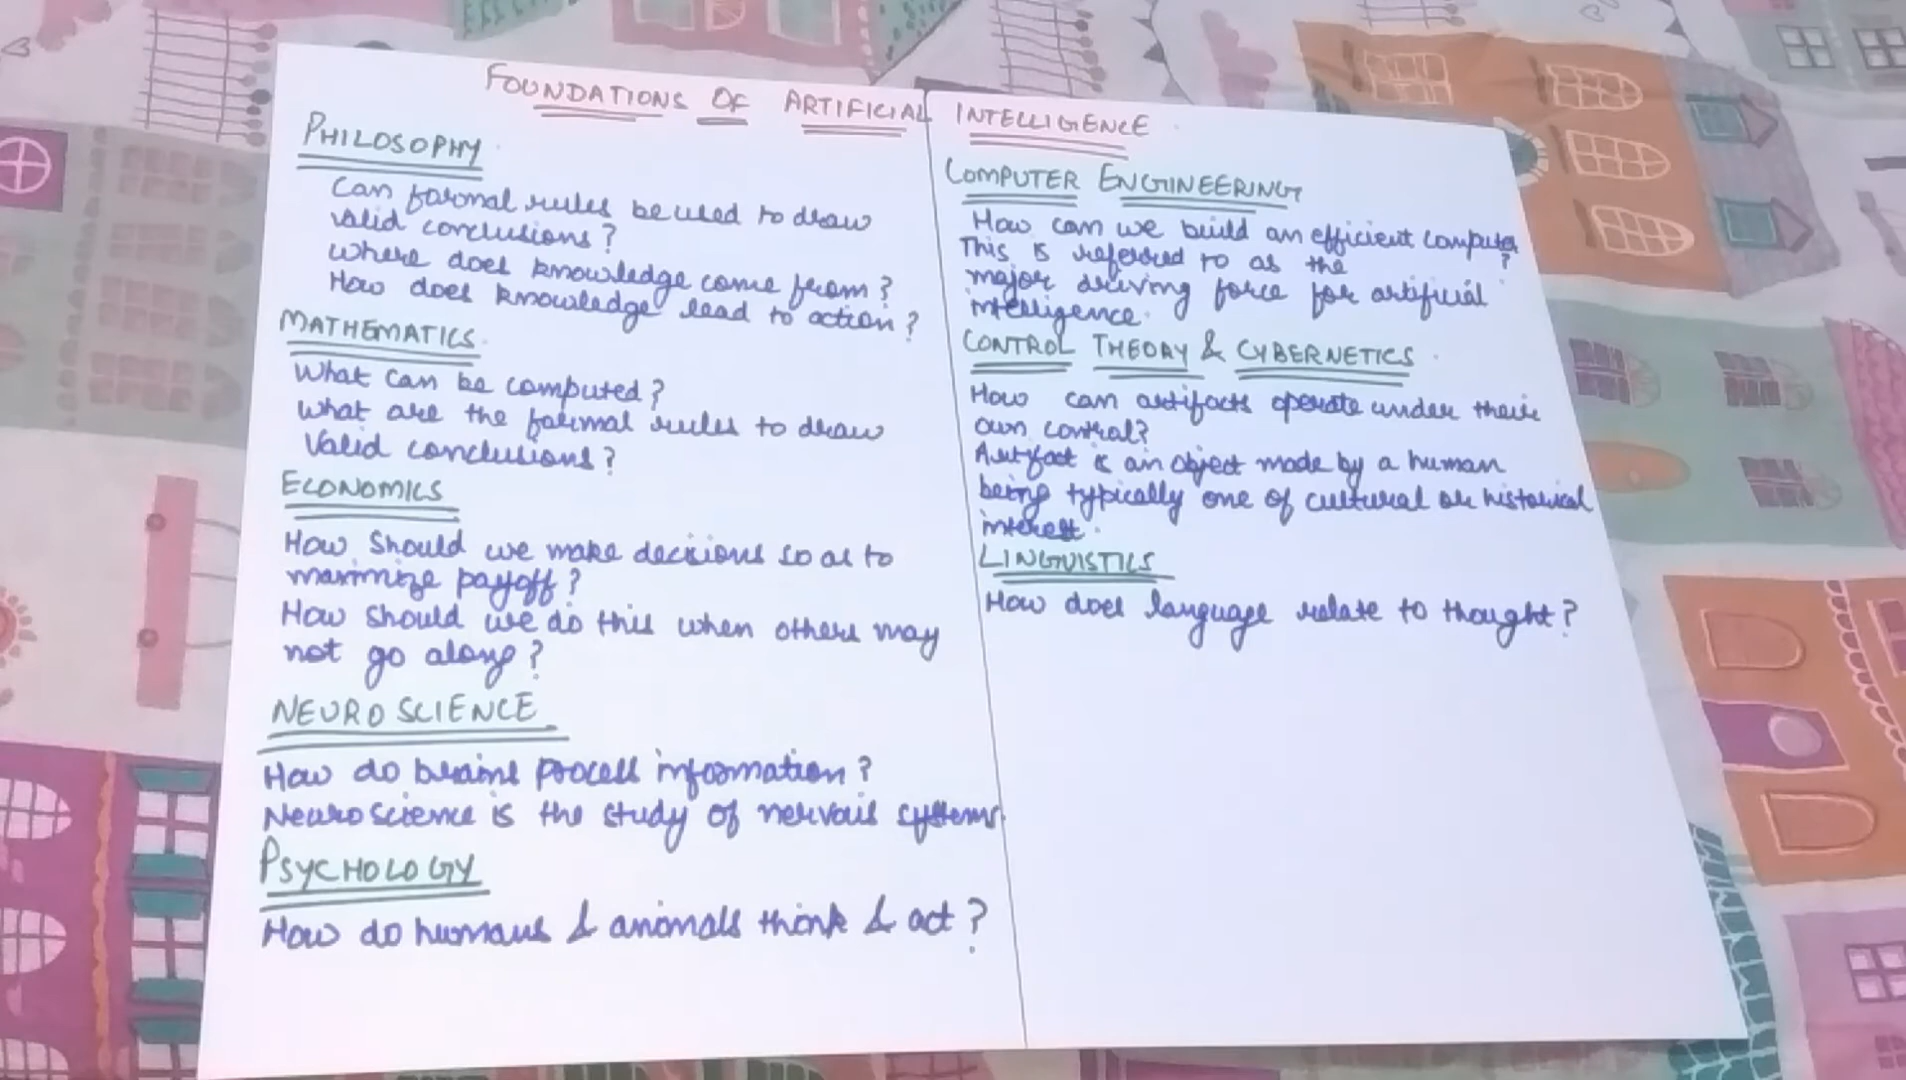 FOUNDATIONS OF ARTIFICIAL INTELLIGENCE
PHILOSOPHY
Can formal rules be used to draw
valid conclusions?
Where does knowledge come from?
How does knowledge lead to action?
MATHEMATICS
What can be computed?
What are the formal rules to draw
valid conclusions?
ECONOMICS
How should we make decisions so as to
maximize payoff?
How should we do this when others may
not go along?
NEUROSCIENCE
How do brains process information?
Neuroscience is the study of nervous systems.
PSYCHOLOGY
How do humans & animals think & act?
COMPUTER ENGINEERING
How can we build an efficient computer?
This is referred to as the
major driving force for artificial
intelligence.
CONTROL THEORY & CYBERNETICS
How can artifacts operate under their
own control?
Artifact is an object made by a human
being typically one of cultural or historical
interest.
LINGUISTICS
How does language relate to thought?